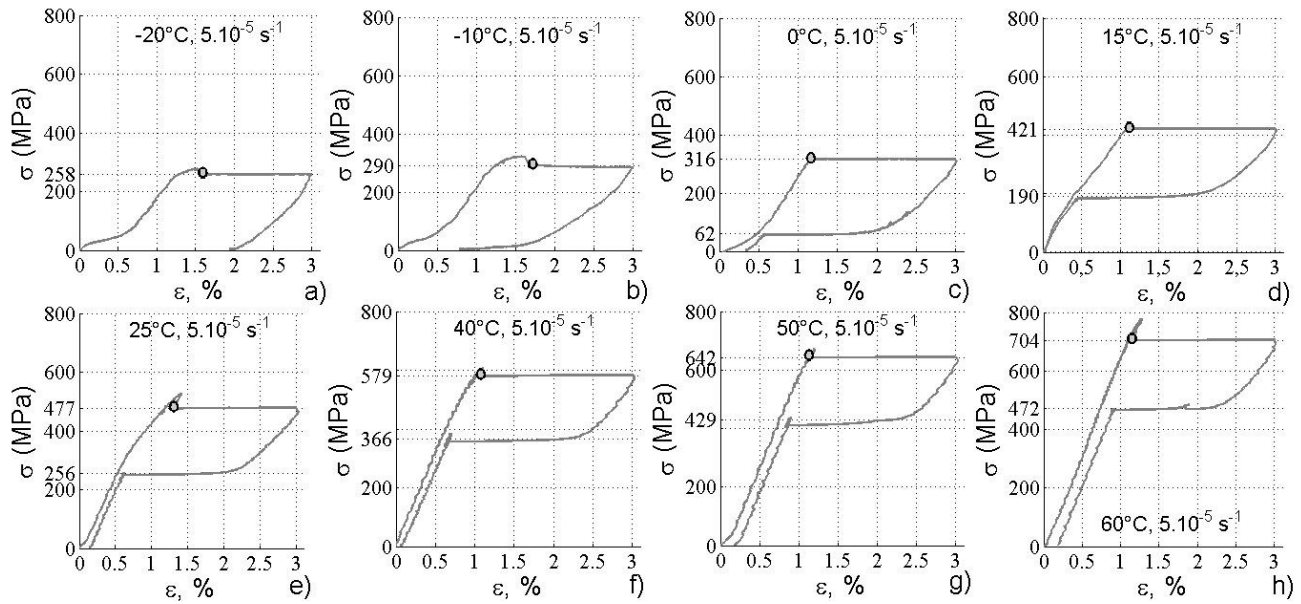 800
-20°C, 5.10⁻⁵ s⁻¹
600
σ (MPa)
400
258
200
0
0 0.5 1 1.5 2 2.5 3
ε, % a)
800
-10°C, 5.10⁻⁵ s⁻¹
600
σ (MPa)
400
290
200
0
0 0.5 1 1.5 2 2.5 3
ε, % b)
800
0°C, 5.10⁻⁵ s⁻¹
600
σ (MPa)
400
316
200
62
0
0 0.5 1 1.5 2 2.5 3
ε, % c)
800
15°C, 5.10⁻⁵ s⁻¹
600
σ (MPa)
421
190
0
0 0,5 1 1,5 2 2,5 3
ε, % d)
800
25°C, 5.10⁻⁵ s⁻¹
600
σ (MPa)
477
400
256
200
0
0 0.5 1 1.5 2 2.5 3
ε, % e)
800
40°C, 5.10⁻⁵ s⁻¹
579
σ (MPa)
366
200
0
0 0.5 1 1.5 2 2.5 3
ε, % f)
800
50°C, 5.10⁻⁵ s⁻¹
642
600
σ (MPa)
429
200
0
0 0.5 1 1.5 2 2.5 3
ε, % g)
800
704
600
σ (MPa)
472
400
200
60°C, 5.10⁻⁵ s⁻¹
0
0 0.5 1 1.5 2 2.5 3
ε, % h)